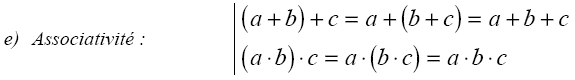 (a + b) + c = a + (b + c) = a + b + c
e) Associativité :
(a · b) · c = a · (b · c) = a · b · c